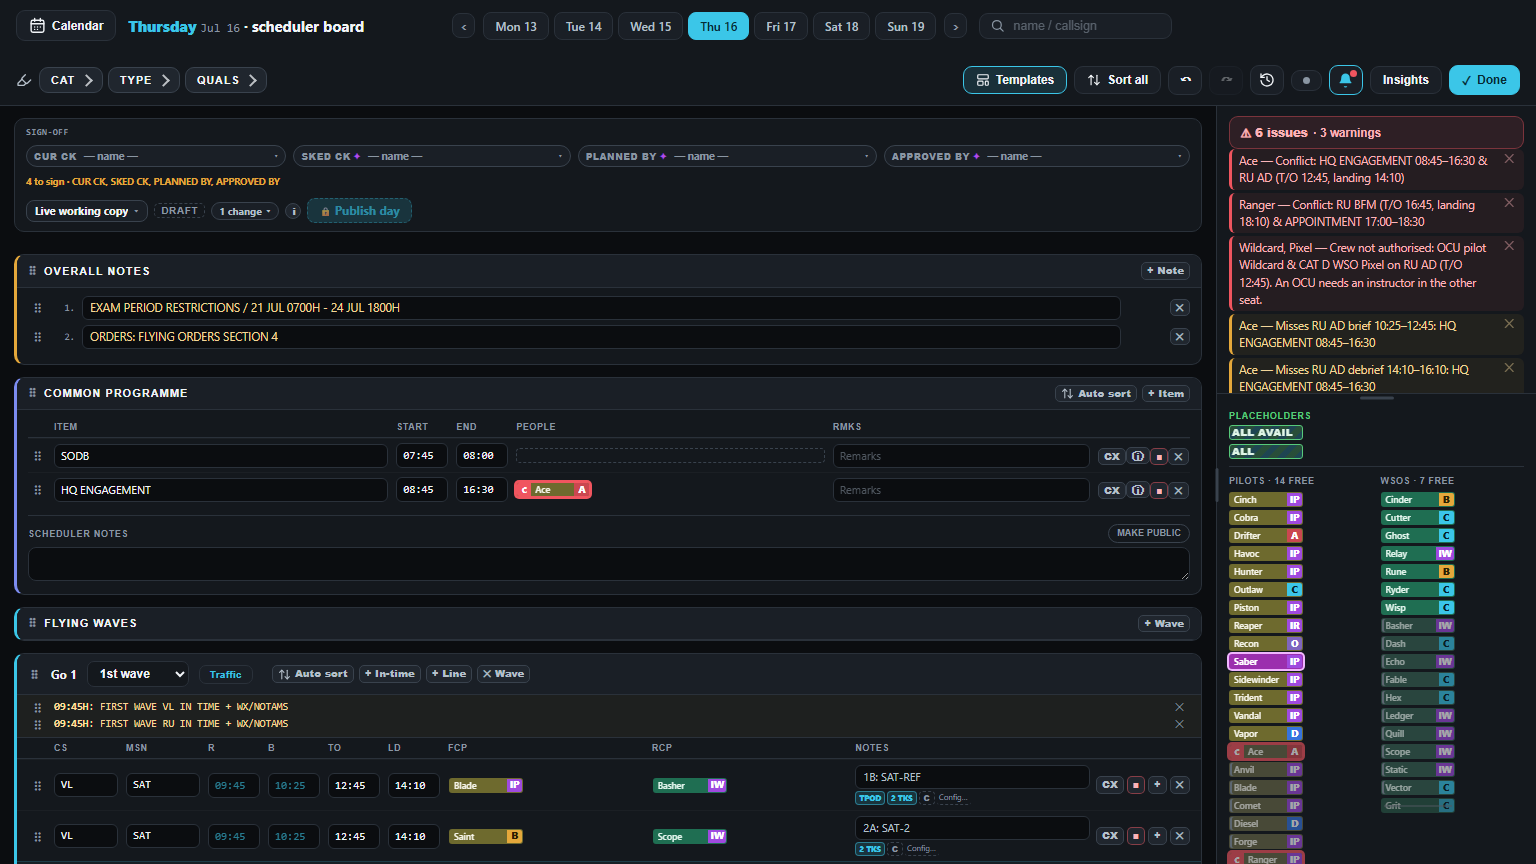 Calendar
Thursday Jul 16 · scheduler board
‹ Mon 13 Tue 14 Wed 15 Thu 16 Fri 17 Sat 18 Sun 19 ›
name / callsign
CAT TYPE QUALS
Templates Sort all Insights ✓ Done
SIGN-OFF
CUR CK — name —
SKED CK ✦ — name —
PLANNED BY ✦ — name —
APPROVED BY ✦ — name —
4 to sign · CUR CK, SKED CK, PLANNED BY, APPROVED BY
Live working copy DRAFT 1 change i Publish day
OVERALL NOTES
+ Note
1. EXAM PERIOD RESTRICTIONS / 21 JUL 0700H - 24 JUL 1800H
2. ORDERS: FLYING ORDERS SECTION 4
COMMON PROGRAMME
Auto sort + Item
ITEM START END PEOPLE RMKS
SODB 07:45 08:00 Remarks CX
HQ ENGAGEMENT 08:45 16:30 c Ace A Remarks CX
SCHEDULER NOTES
MAKE PUBLIC
FLYING WAVES
+ Wave
Go 1 1st wave Traffic Auto sort + In-time + Line X Wave
09:45H: FIRST WAVE VL IN TIME + WX/NOTAMS
09:45H: FIRST WAVE RU IN TIME + WX/NOTAMS
CS MSN R B TO LD FCP RCP NOTES
VL SAT 09:45 10:25 12:45 14:10 Blade IP Basher IW 1B: SAT-REF CX
TPOD 2 TKS C Config...
VL SAT 09:45 10:25 12:45 14:10 Saint B Scope IW 2A: SAT-2 CX
2 TKS C Config...
⚠ 6 issues · 3 warnings
Ace — Conflict: HQ ENGAGEMENT 08:45–16:30 &
RU AD (T/O 12:45, landing 14:10)
Ranger — Conflict: RU BFM (T/O 16:45, landing
18:10) & APPOINTMENT 17:00–18:30
Wildcard, Pixel — Crew not authorised: OCU pilot
Wildcard & CAT D WSO Pixel on RU AD (T/O
12:45). An OCU needs an instructor in the other
seat.
Ace — Misses RU AD brief 10:25–12:45: HQ
ENGAGEMENT 08:45–16:30
Ace — Misses RU AD debrief 14:10–16:10: HQ
ENGAGEMENT 08:45–16:30
PLACEHOLDERS
ALL AVAIL
ALL
PILOTS · 14 FREE
Cinch IP
Cobra IP
Drifter A
Havoc IP
Hunter IP
Outlaw C
Piston IP
Reaper IR
Recon O
Saber IP
Sidewinder IP
Trident IP
Vandal IP
Vapor D
c Ace A
Anvil IP
Blade IP
Comet IP
Diesel D
Forge IP
c Ranger IP
WSOS · 7 FREE
Cinder B
Cutter C
Ghost C
Relay IW
Rune B
Ryder C
Wisp C
Basher IW
Dash C
Echo IW
Fable C
Hex C
Ledger IW
Quill IW
Scope IW
Static IW
Vector C
Grit C